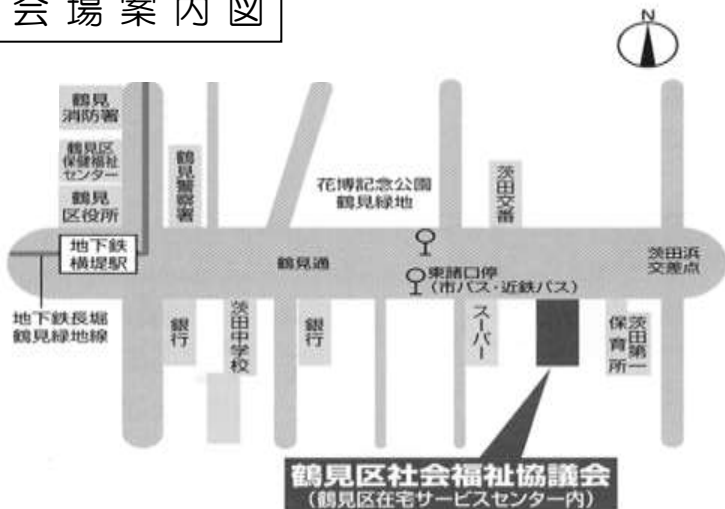 会場案内図
N
鶴見
消防署
鶴見区
保健福祉
センター
鶴見
区役所
鶴見警察署
花博記念公園
鶴見緑地
茨田交番
地下鉄
横堤駅
鶴見通
東諸口停
(市バス・近鉄バス)
茨田浜
交差点
地下鉄長堀
鶴見緑地線
銀行
茨田中学校
銀行
スーパー
茨田第一
保育所
鶴見区社会福祉協議会
(鶴見区在宅サービスセンター内)